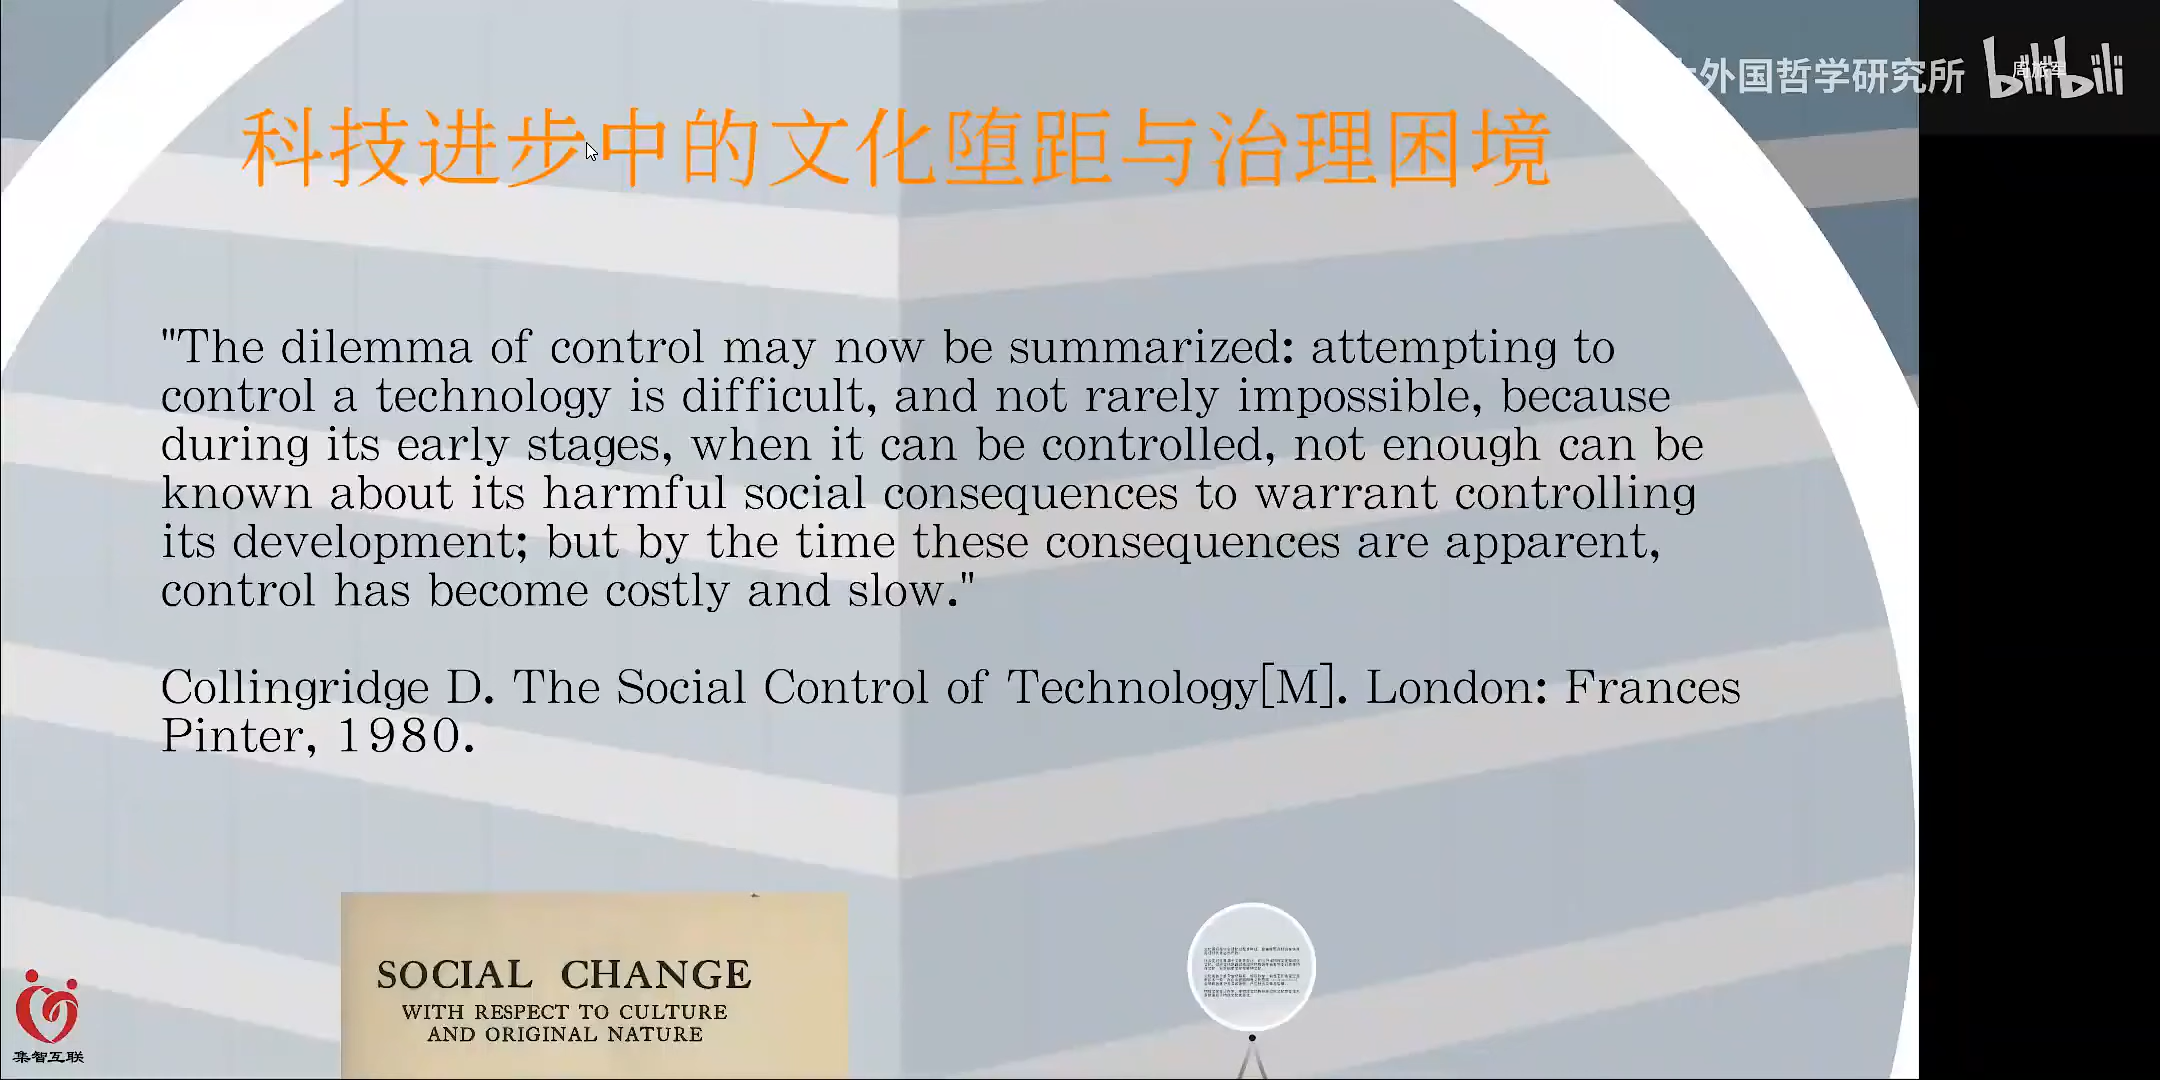 外国哲学研究所 bilibili
科技进步中的文化堕距与治理困境
"The dilemma of control may now be summarized: attempting to
control a technology is difficult, and not rarely impossible, because
during its early stages, when it can be controlled, not enough can be
known about its harmful social consequences to warrant controlling
its development; but by the time these consequences are apparent,
control has become costly and slow."
Collingridge D. The Social Control of Technology[M]. London: Frances
Pinter, 1980.
SOCIAL CHANGE
WITH RESPECT TO CULTURE
AND ORIGINAL NATURE
集智互联